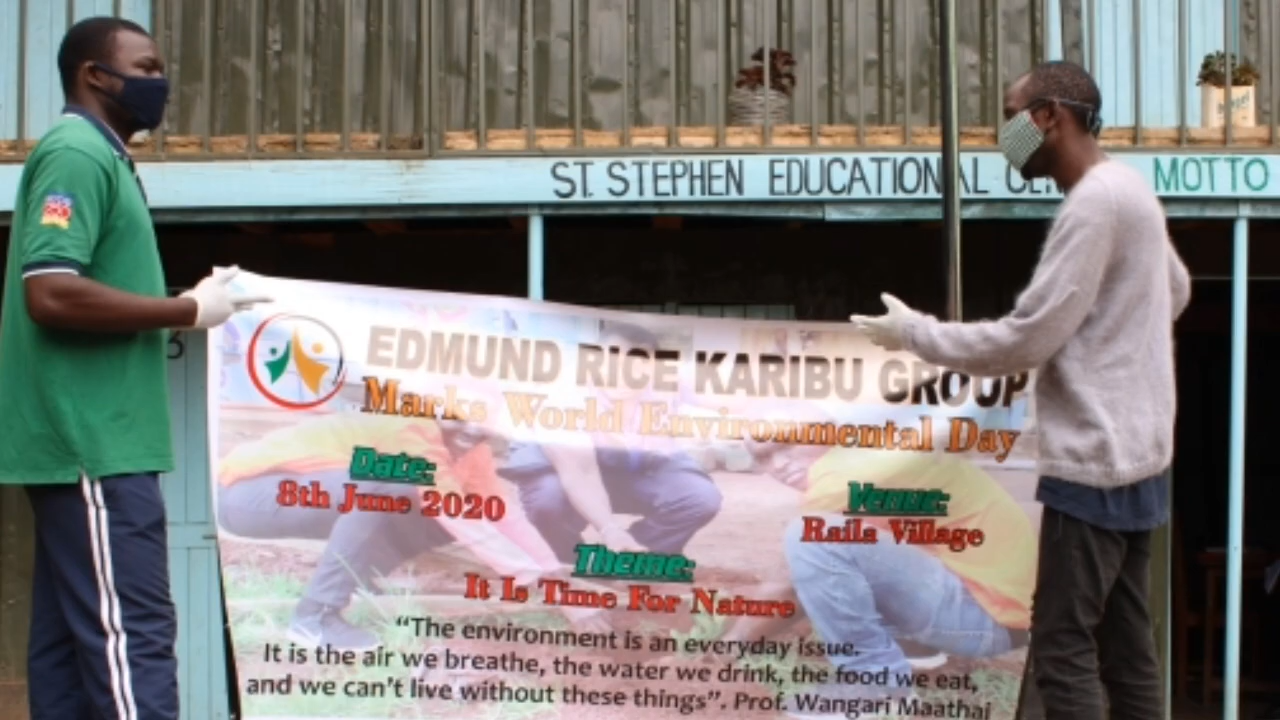 ST. STEPHEN EDUCATIONAL CEN MOTTO
EDMUND RICE KARIBU GROUP
Marks World Environmental Day
Date:
8th June 2020
Venue:
Raila Village
Theme:
It Is Time For Nature
“The environment is an everyday issue.
It is the air we breathe, the water we drink, the food we eat,
and we can't live without these things”. Prof. Wangari Maathai